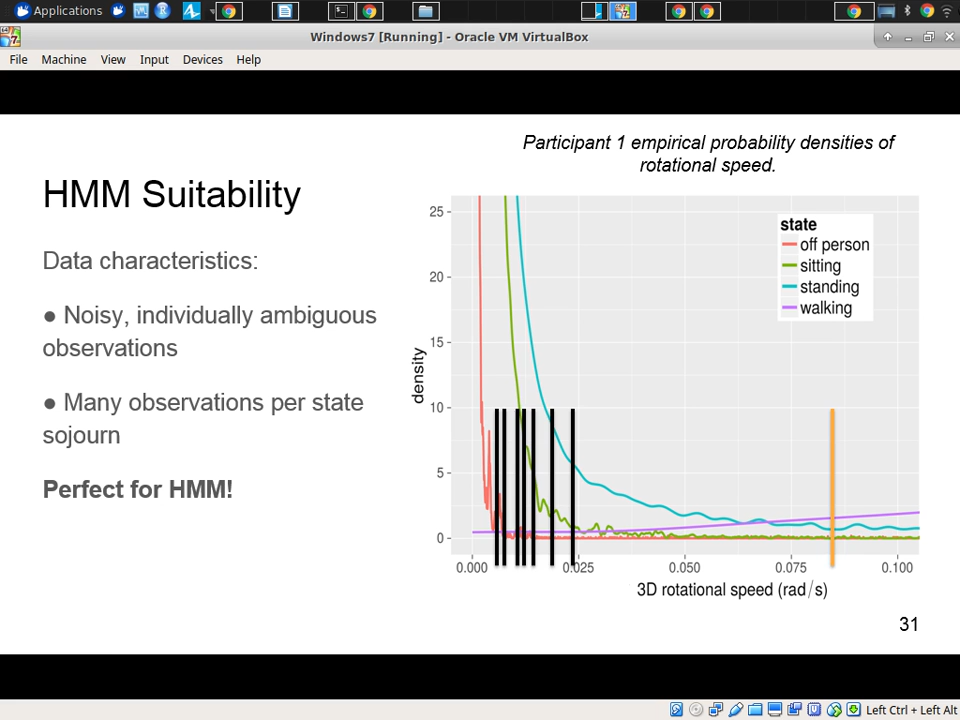 Applications
Windows7 [Running] - Oracle VM VirtualBox
File Machine View Input Devices Help
Participant 1 empirical probability densities of
rotational speed.
HMM Suitability
Data characteristics:
● Noisy, individually ambiguous
observations
● Many observations per state
sojourn
Perfect for HMM!
state
off person
sitting
standing
walking
density
25
20
15
10
5
0
0.000 0.025 0.050 0.075 0.100
3D rotational speed (rad/s)
31
Left Ctrl + Left Alt